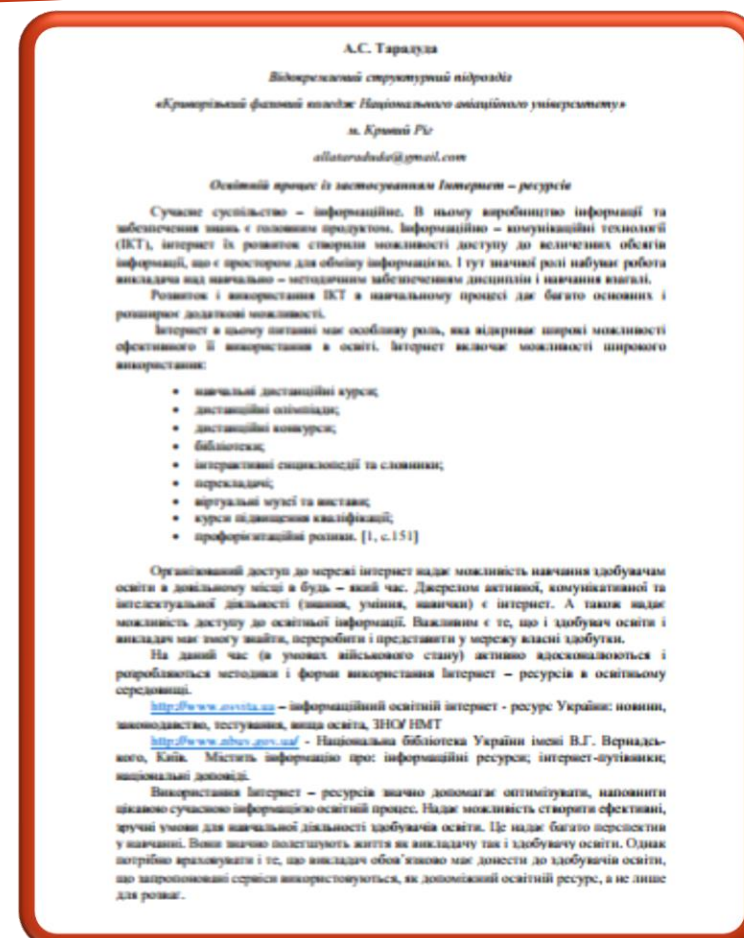 А.С. Тарадуда
Відокремлений структурний підрозділ
«Криворізький фаховий коледж Національного авіаційного університету»
м. Кривий Ріг
allataraduda@gmail.com
Освітній процес із застосуванням Інтернет – ресурсів
Сучасне суспільство – інформаційне. В ньому виробництво інформації та
забезпечення знань є головним продуктом. Інформаційно – комунікаційні технології
(ІКТ), інтернет їх розвиток створили можливості доступу до величезних обсягів
інформації, що є простором для обміну інформацією. І тут значної ролі набуває робота
викладача над навчально – методичним забезпеченням дисциплін і навчання взагалі.
Розвиток і використання ІКТ в навчальному процесі дає багато основних і
розширює додаткові можливості.
Інтернет в цьому питанні має особливу роль, яка відкриває широкі можливості
ефективного її використання в освіті. Інтернет включає можливості широкого
використання:
• навчальні дистанційні курси;
• дистанційні олімпіади;
• дистанційні конкурси;
• бібліотеки;
• інтерактивні енциклопедії та словники;
• перекладачі;
• віртуальні музеї та вистави;
• курси підвищення кваліфікації;
• профорієнтаційні ролики. [1, с.151]
Організований доступ до мережі інтернет надає можливість навчання здобувачам
освіти в довільному місці в будь – який час. Джерелом активної, комунікативної та
інтелектуальної діяльності (знання, уміння, навички) є інтернет. А також надає
можливість доступу до освітньої інформації. Важливим є те, що і здобувач освіти і
викладач має змогу знайти, переробити і представити у мережу власні здобутки.
На даний час (в умовах військового стану) активно вдосконалюються і
розробляються методики і форми використання Інтернет – ресурсів в освітньому
середовищі.
http://www.osvita.ua – інформаційний освітній інтернет - ресурс України: новини,
законодавство, тестування, вища освіта, ЗНО/ НМТ
http://www.nbuv.gov.ua/ - Національна бібліотека України імені В.Г. Вернадсь-
кого, Київ. Містить інформацію про: інформаційні ресурси; інтернет-путівники;
національні доповіді.
Використання Інтернет – ресурсів значно допомагає оптимізувати, наповнити
цікавою сучасною інформацією освітній процес. Надає можливість створити ефективні,
зручні умови для навчальної діяльності здобувачів освіти. Це надає багато перспектив
у навчанні. Вони значно полегшують життя як викладачу так і здобувачу освіти. Однак
потрібно враховувати і те, що викладач обов’язково має донести до здобувачів освіти,
що запропоновані сервіси використовуються, як допоміжний освітній ресурс, а не лише
для розваг.